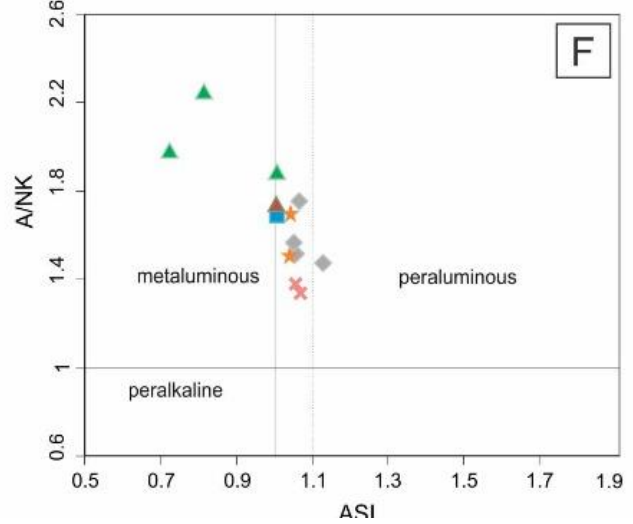 2.6
F
2.2
A/NK
1.8
1.4
metaluminous
peraluminous
1
peralkaline
0.6
0.5 0.7 0.9 1.1 1.3 1.5 1.7 1.9
ASI